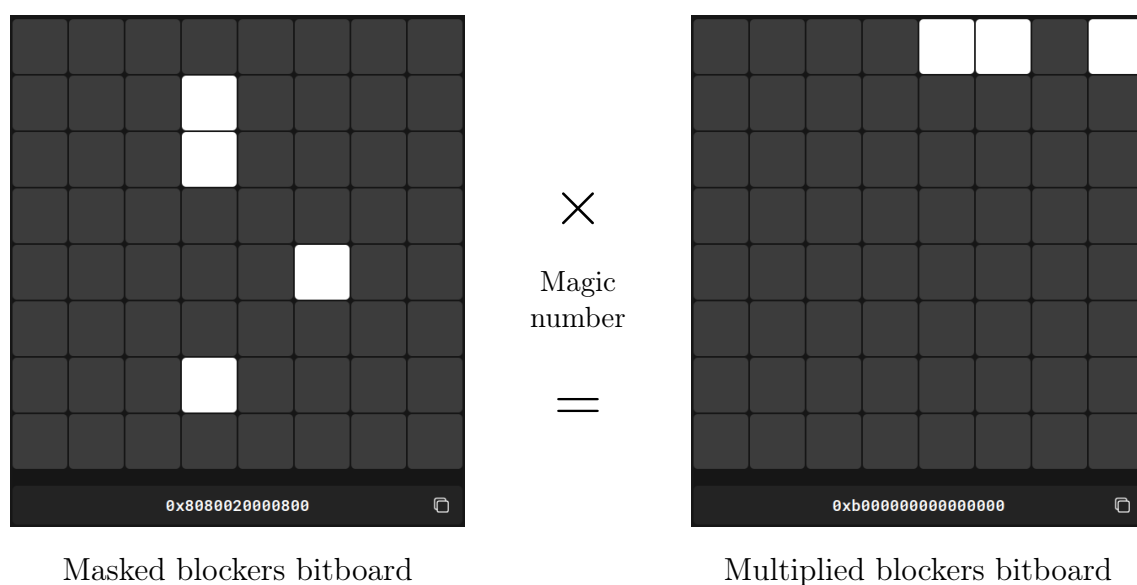 ×
Magic
number
=
0x8080020000800
0xb000000000000000
Masked blockers bitboard
Multiplied blockers bitboard